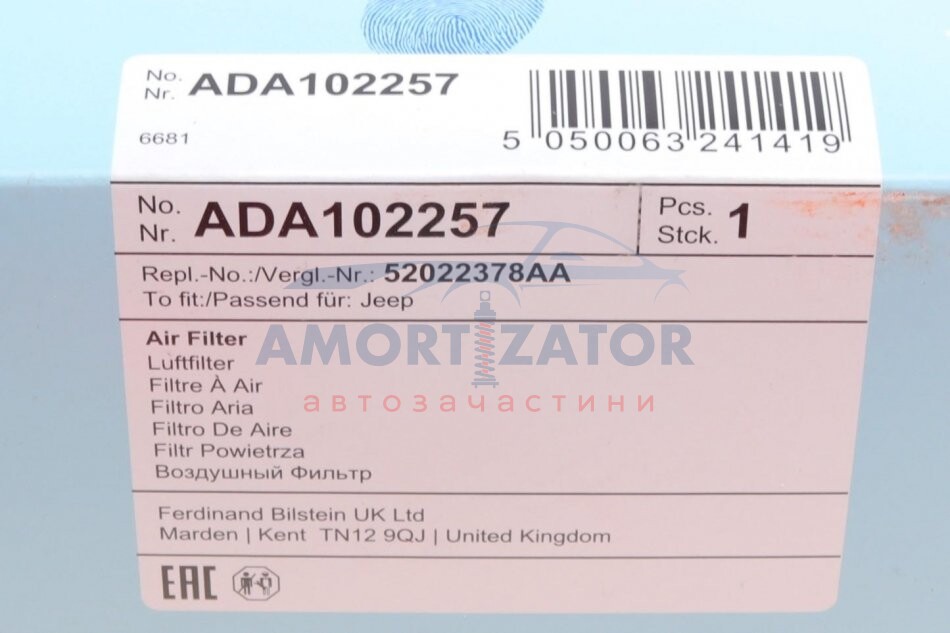 No.
Nr. ADA102257
6681
5 050063 241419
No.
Nr. ADA102257
Pcs.
Stck. 1
Repl.-No.:/Vergl.-Nr.: 52022378AA
To fit:/Passend für: Jeep
AMORTIZATOR
автозачастини
Air Filter
Luftfilter
Filtre À Air
Filtro Aria
Filtro De Aire
Filtr Powietrza
Воздушный Фильтр
Ferdinand Bilstein UK Ltd
Marden | Kent TN12 9QJ | United Kingdom
EAC